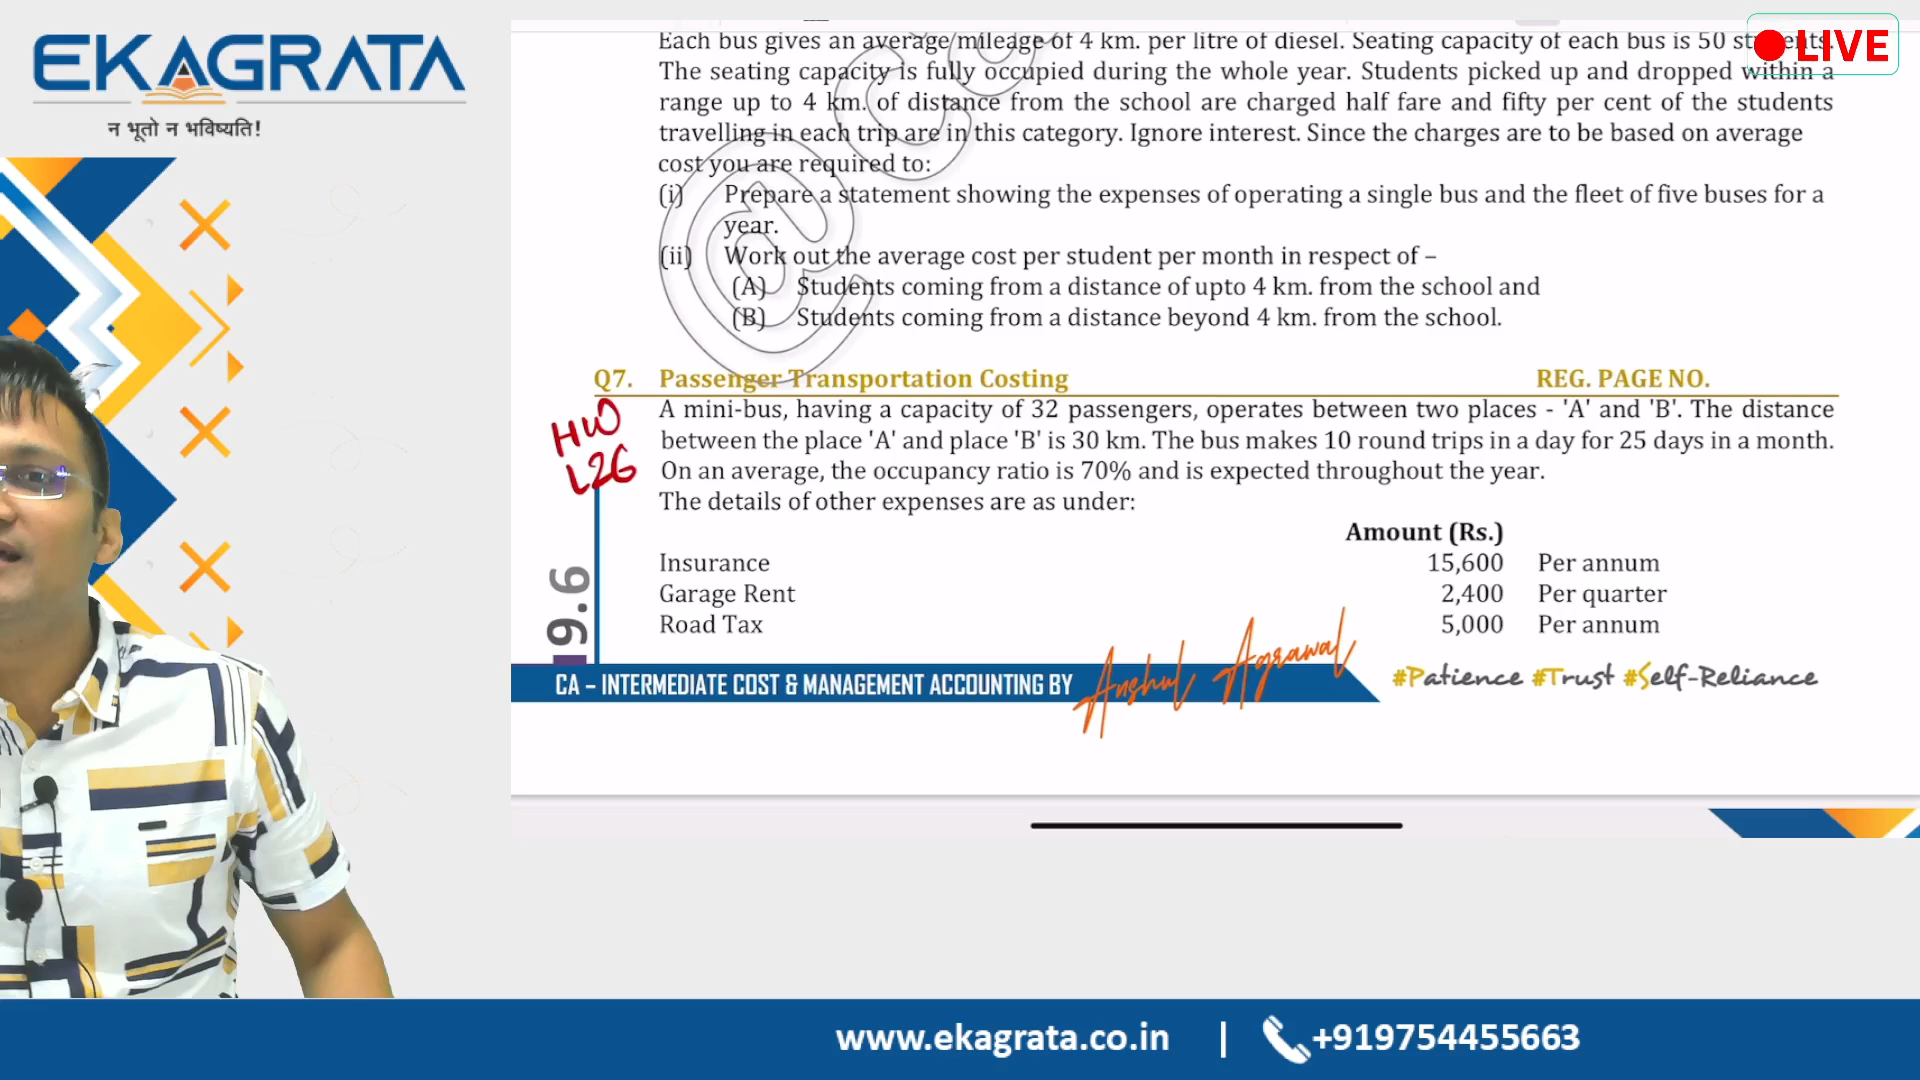 EKAGRATA
न भूतो न भविष्यति!
LIVE
Each bus gives an average mileage of 4 km. per litre of diesel. Seating capacity of each bus is 50 students.
The seating capacity is fully occupied during the whole year. Students picked up and dropped within a
range up to 4 km. of distance from the school are charged half fare and fifty per cent of the students
travelling in each trip are in this category. Ignore interest. Since the charges are to be based on average
cost you are required to:
(i) Prepare a statement showing the expenses of operating a single bus and the fleet of five buses for a
year.
(ii) Work out the average cost per student per month in respect of –
(A) Students coming from a distance of upto 4 km. from the school and
(B) Students coming from a distance beyond 4 km. from the school.
Q7. Passenger Transportation Costing REG. PAGE NO.
HW
L26
A mini-bus, having a capacity of 32 passengers, operates between two places - 'A' and 'B'. The distance
between the place 'A' and place 'B' is 30 km. The bus makes 10 round trips in a day for 25 days in a month.
On an average, the occupancy ratio is 70% and is expected throughout the year.
The details of other expenses are as under:
Amount (Rs.)
Insurance 15,600 Per annum
Garage Rent 2,400 Per quarter
Road Tax 5,000 Per annum
19.6
CA – INTERMEDIATE COST & MANAGEMENT ACCOUNTING BY Anshul Agrawal
#Patience #Trust #Self-Reliance
www.ekagrata.co.in | +919754455663